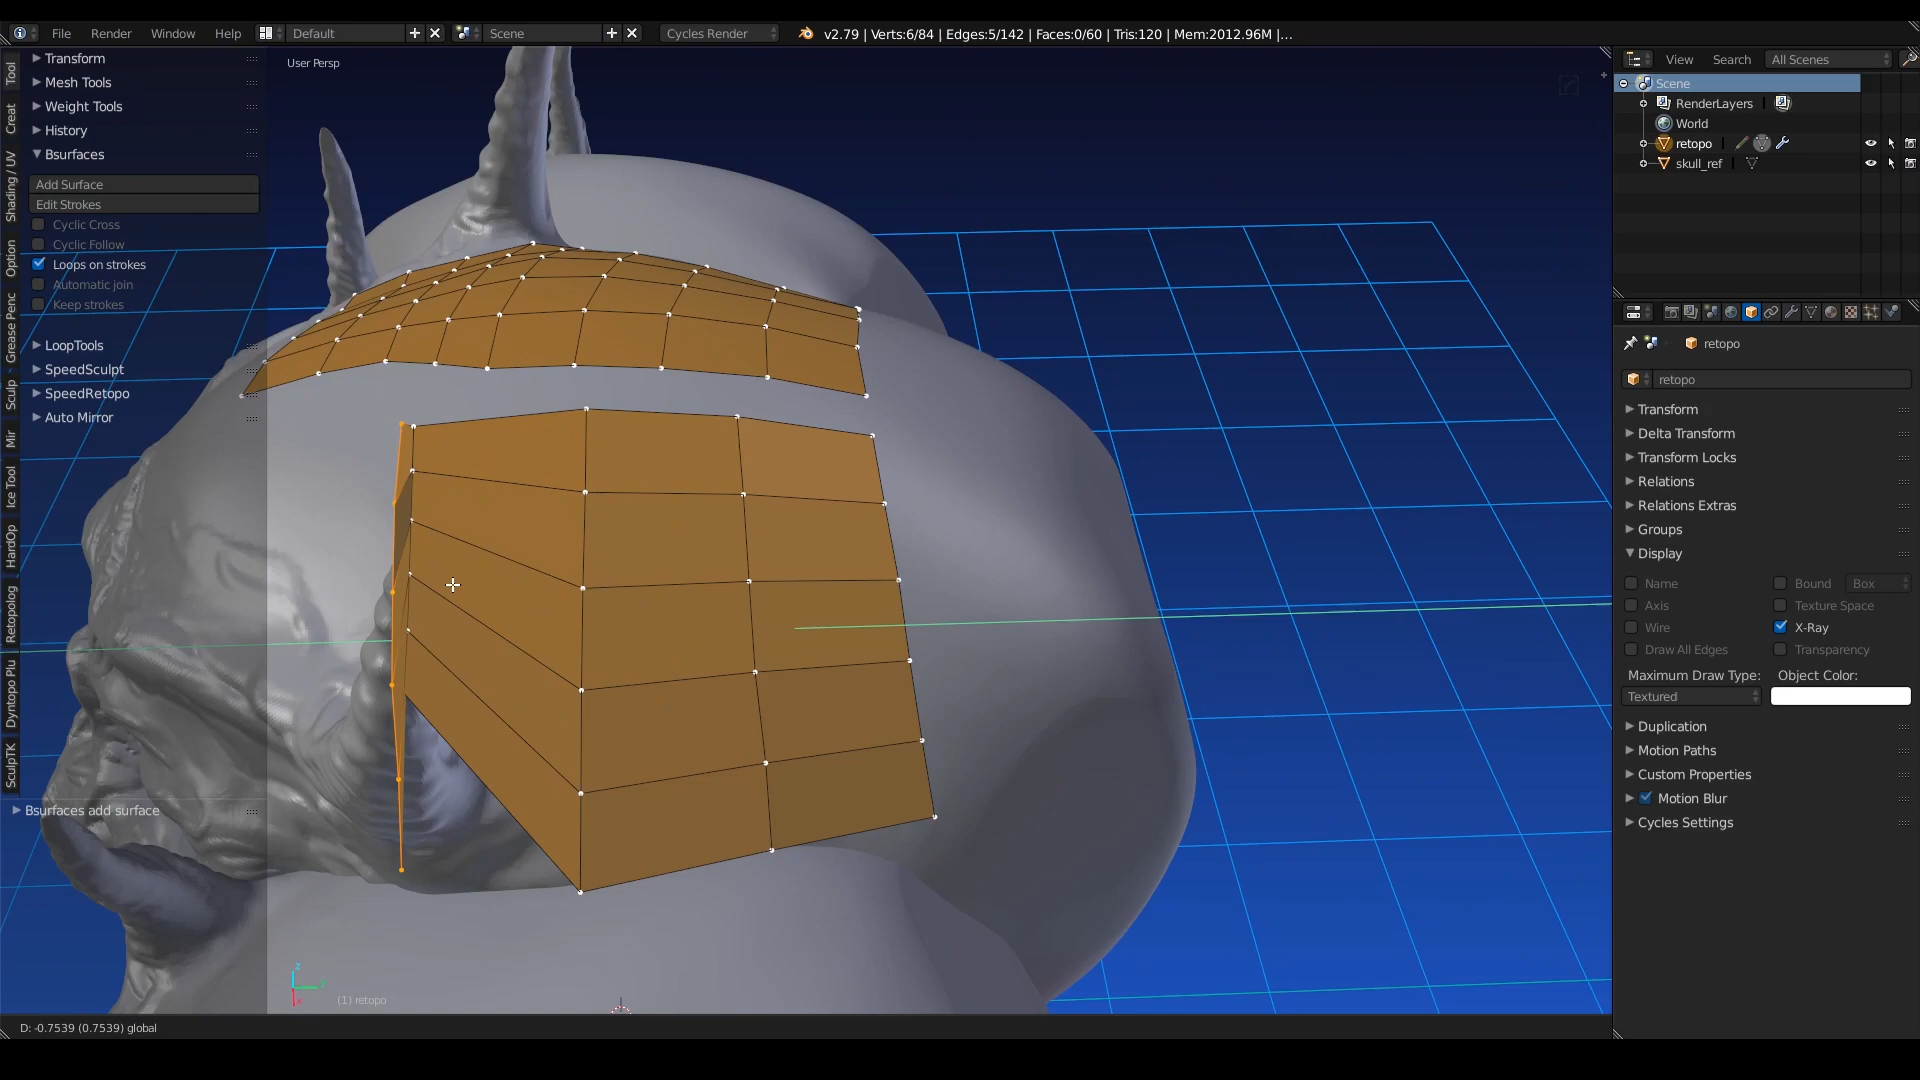 File Render Window Help Default Scene Cycles Render v2.79 | Verts:6/84 | Edges:5/142 | Faces:0/60 | Tris:120 | Mem:2012.96M |...
Transform
Mesh Tools
Weight Tools
History
Bsurfaces
Add Surface
Edit Strokes
Cyclic Cross
Cyclic Follow
Loops on strokes
Automatic join
Keep strokes
LoopTools
SpeedSculpt
SpeedRetopo
Auto Mirror
Bsurfaces add surface
Tool
Creat
Shading / UV
Option
Grease Penc
Sculp
Mir
Ice Tool
HardOp
Retopolog
Dyntopo Plu
SculpTK
User Persp
(1) retopo
D: -0.7539 (0.7539) global
View Search All Scenes
Scene
RenderLayers
World
retopo
skull_ref
retopo
retopo
Transform
Delta Transform
Transform Locks
Relations
Relations Extras
Groups
Display
Name Bound Box
Axis Texture Space
Wire X-Ray
Draw All Edges Transparency
Maximum Draw Type: Object Color:
Textured
Duplication
Motion Paths
Custom Properties
Motion Blur
Cycles Settings